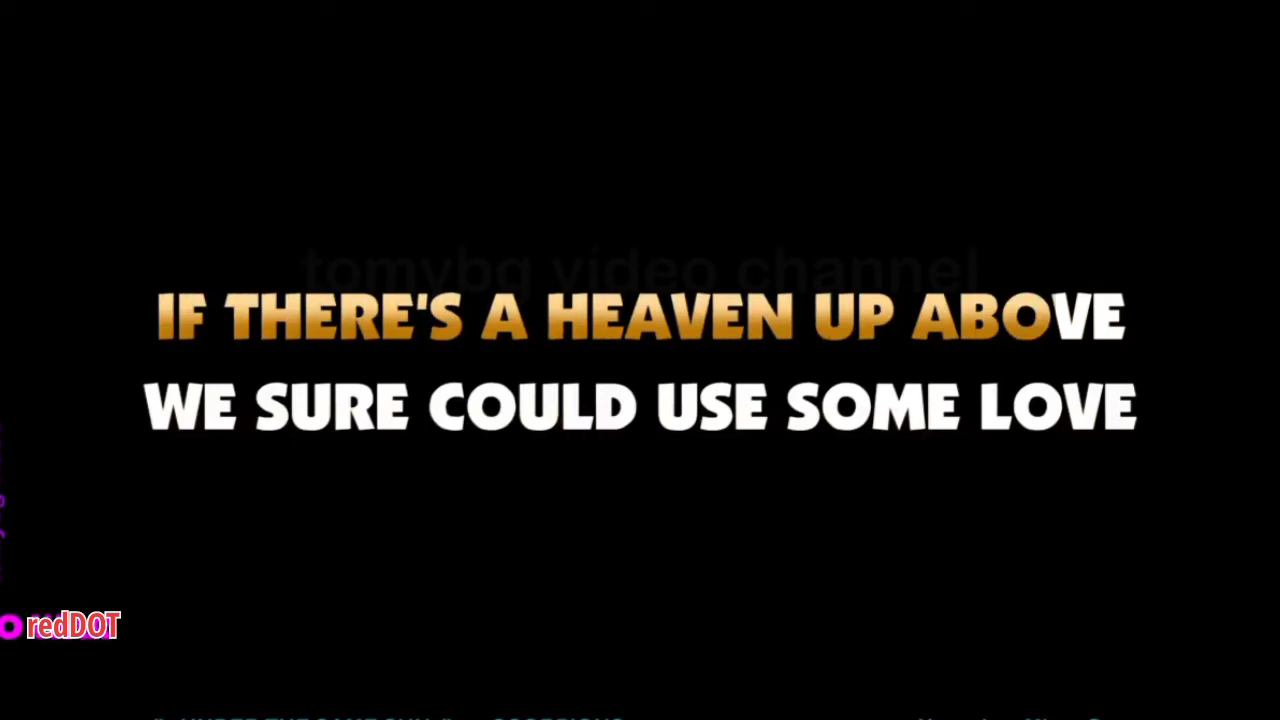 tomybg video channel
IF THERE'S A HEAVEN UP ABOVE
WE SURE COULD USE SOME LOVE
redDOT